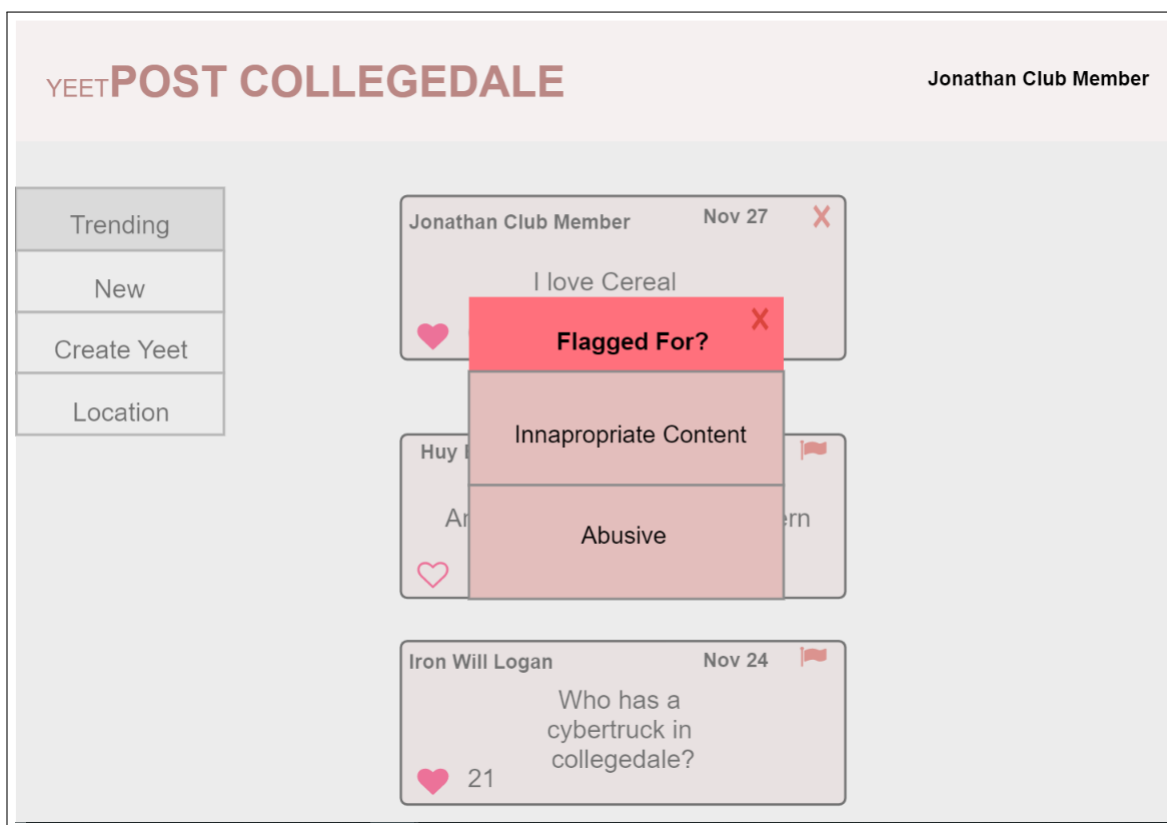 YEETPOST COLLEGEDALE
Jonathan Club Member
Trending
New
Create Yeet
Location
Jonathan Club Member Nov 27 X
I love Cereal
Flagged For? X
Innapropriate Content
Abusive
Huy
Iron Will Logan Nov 24
Who has a
cybertruck in
collegedale?
21